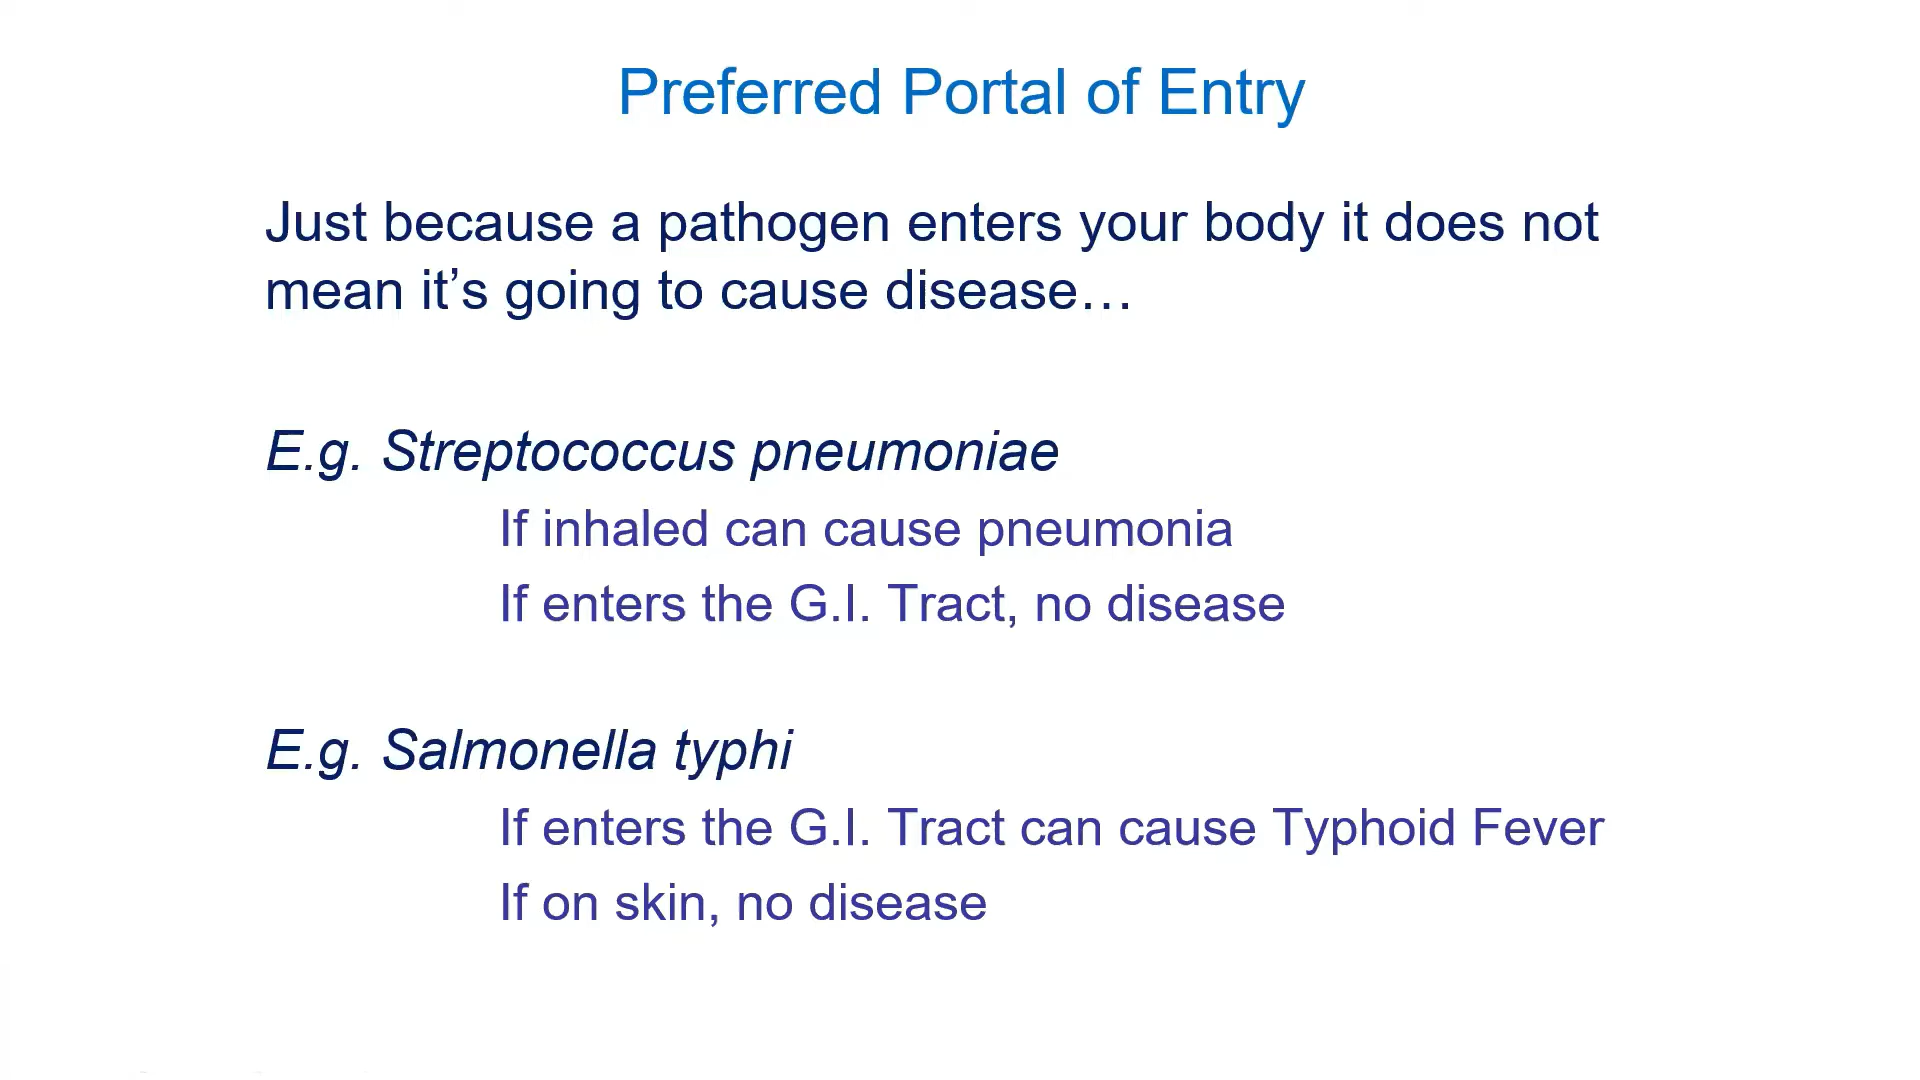 Preferred Portal of Entry
Just because a pathogen enters your body it does not
mean it’s going to cause disease…
E.g. Streptococcus pneumoniae
If inhaled can cause pneumonia
If enters the G.I. Tract, no disease
E.g. Salmonella typhi
If enters the G.I. Tract can cause Typhoid Fever
If on skin, no disease